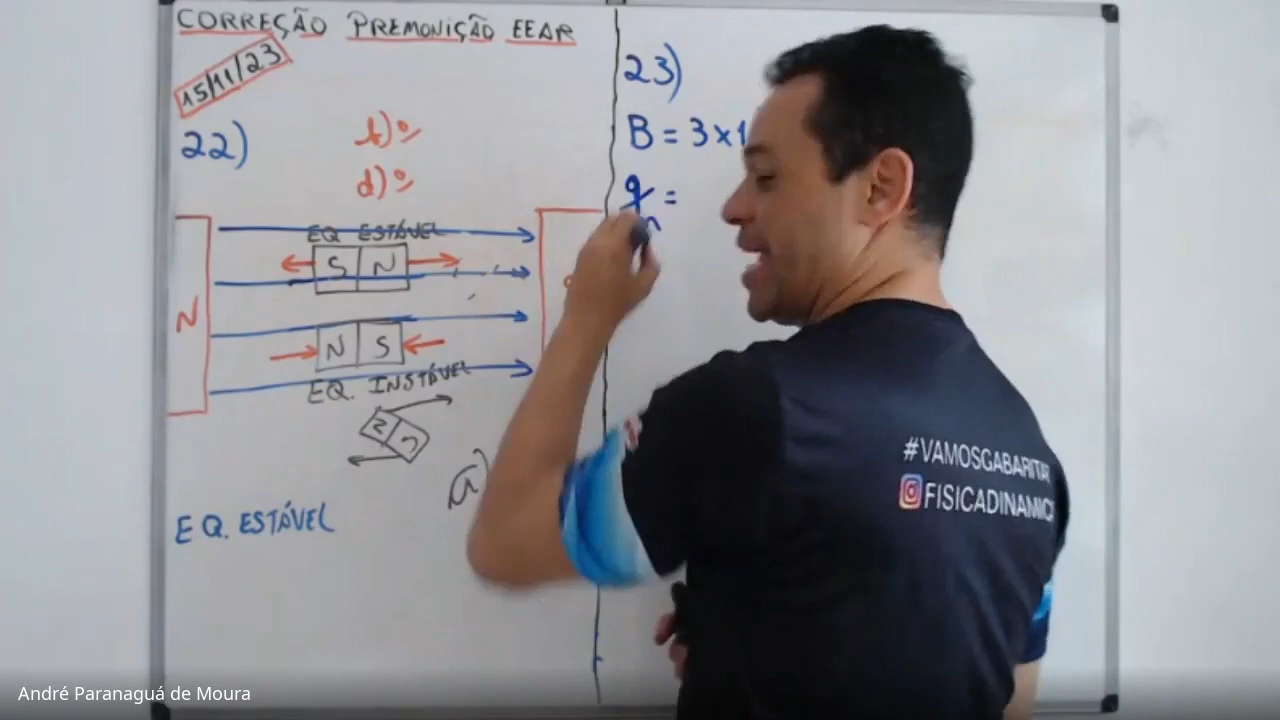 CORREÇÃO PREMONIÇÃO EEAR
15/11/23
22)
b)
d)
EQ ESTÁVEL
S N
N
N S
EQ. INSTÁVEL
N S
a)
EQ. ESTÁVEL
23)
B = 3 x 1
q =
#VAMOSGABARITAR
FISICADINAMIC
André Paranaguá de Moura